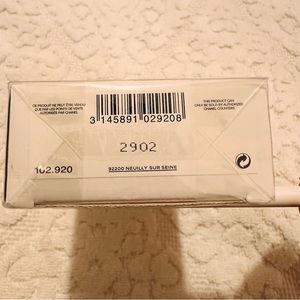 CE PRODUIT NE PEUT ÊTRE VENDU
QUE PAR LES POINTS DE VENTE
AUTORISÉS PAR CHANEL
THIS PRODUCT CAN
ONLY BE SOLD BY AUTHORIZED
CHANEL COUNTERS
3 145891 029208
2902
102.920
92200 NEUILLY SUR SEINE